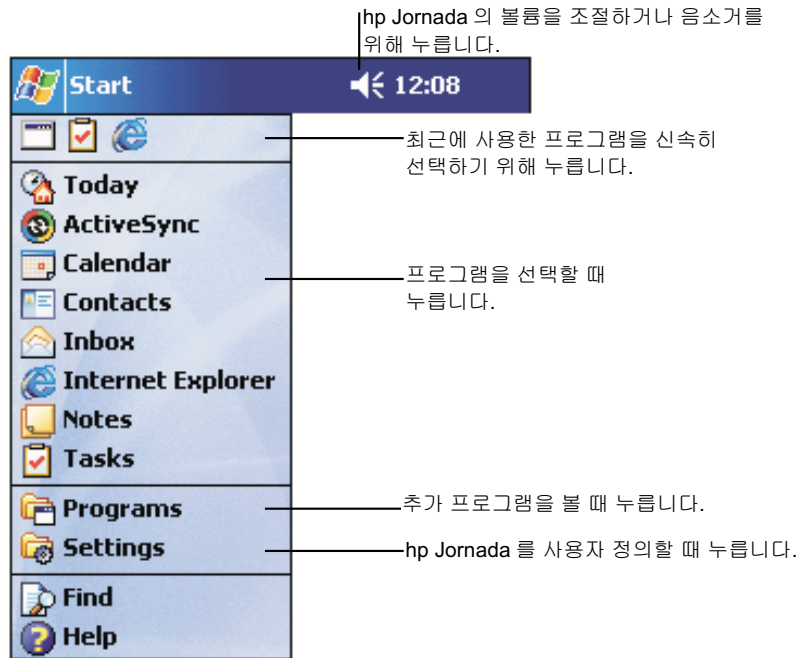 hp Jornada 의 볼륨을 조절하거나 음소거를
위해 누릅니다.
Start
12:08
최근에 사용한 프로그램을 신속히
선택하기 위해 누릅니다.
Today
ActiveSync
Calendar
프로그램을 선택할 때
누릅니다.
Contacts
Inbox
Internet Explorer
Notes
Tasks
Programs
추가 프로그램을 볼 때 누릅니다.
Settings
hp Jornada 를 사용자 정의할 때 누릅니다.
Find
Help